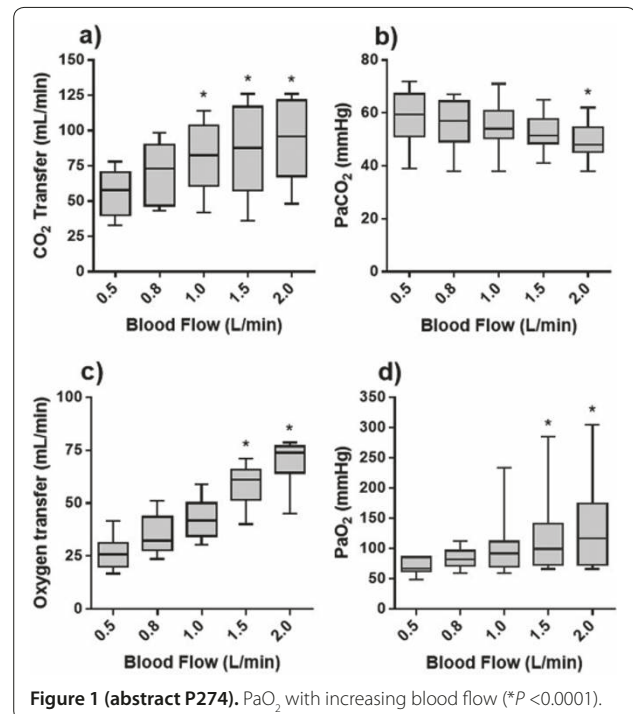 a)
CO₂ Transfer (mL/min)
150
125
100
75
50
25
0
* * *
0.5 0.8 1.0 1.5 2.0
Blood Flow (L/min)
b)
PaCO₂ (mmHg)
80
60
40
20
0
*
0.5 0.8 1.0 1.5 2.0
Blood Flow (L/min)
c)
Oxygen transfer (mL/min)
100
75
50
25
0
* *
0.5 0.8 1.0 1.5 2.0
Blood Flow (L/min)
d)
PaO₂ (mmHg)
350
300
250
200
150
100
50
0
* *
0.5 0.8 1.0 1.5 2.0
Blood Flow (L/min)
Figure 1 (abstract P274). PaO₂ with increasing blood flow (*P <0.0001).